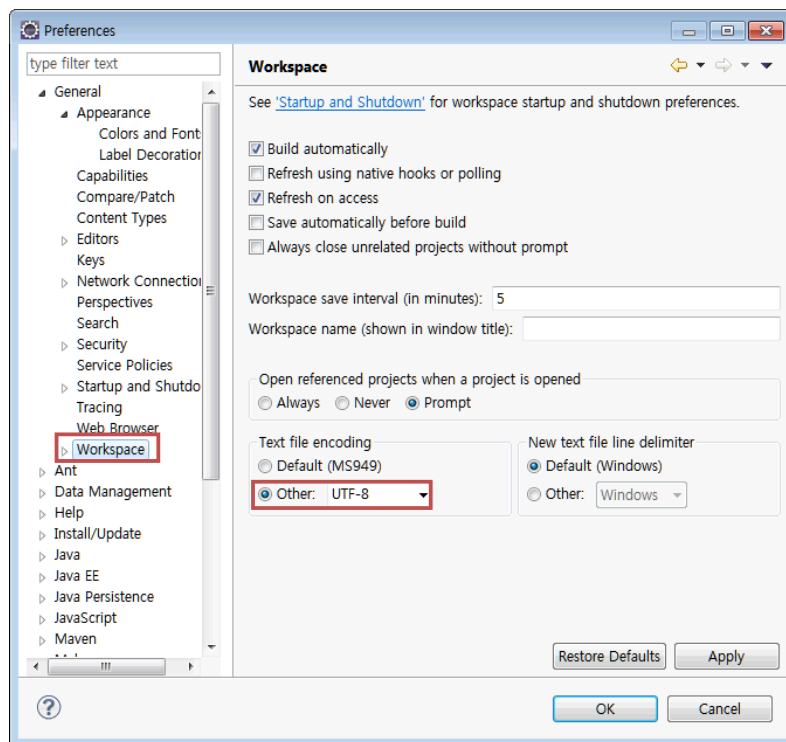 Preferences
type filter text
General
Appearance
Colors and Font
Label Decoration
Capabilities
Compare/Patch
Content Types
Editors
Keys
Network Connection
Perspectives
Search
Security
Service Policies
Startup and Shutdo
Tracing
Web Browser
Workspace
Ant
Data Management
Help
Install/Update
Java
Java EE
Java Persistence
JavaScript
Maven
Workspace
See 'Startup and Shutdown' for workspace startup and shutdown preferences.
Build automatically
Refresh using native hooks or polling
Refresh on access
Save automatically before build
Always close unrelated projects without prompt
Workspace save interval (in minutes): 5
Workspace name (shown in window title):
Open referenced projects when a project is opened
Always Never Prompt
Text file encoding
Default (MS949)
Other: UTF-8
New text file line delimiter
Default (Windows)
Other: Windows
Restore Defaults Apply
OK Cancel